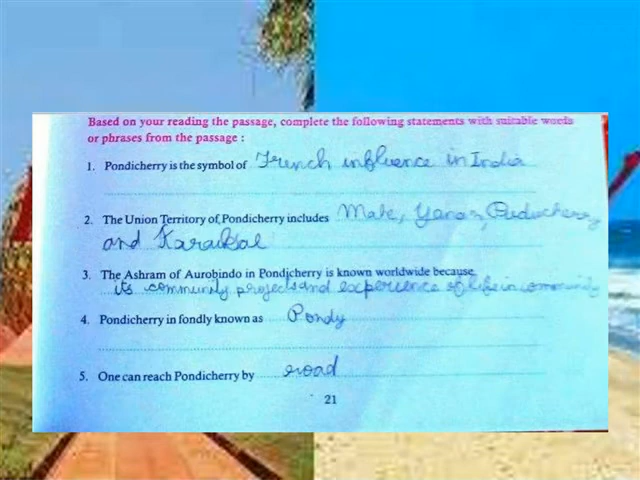 Based on your reading the passage, complete the following statements with suitable words
or phrases from the passage :
1. Pondicherry is the symbol of French influence in India
2. The Union Territory of Pondicherry includes Mahe, Yanam, Puducherry
and Karaikal
3. The Ashram of Aurobindo in Pondicherry is known worldwide because
its community projects and experience of life in community
4. Pondicherry in fondly known as Pondy
5. One can reach Pondicherry by road
21